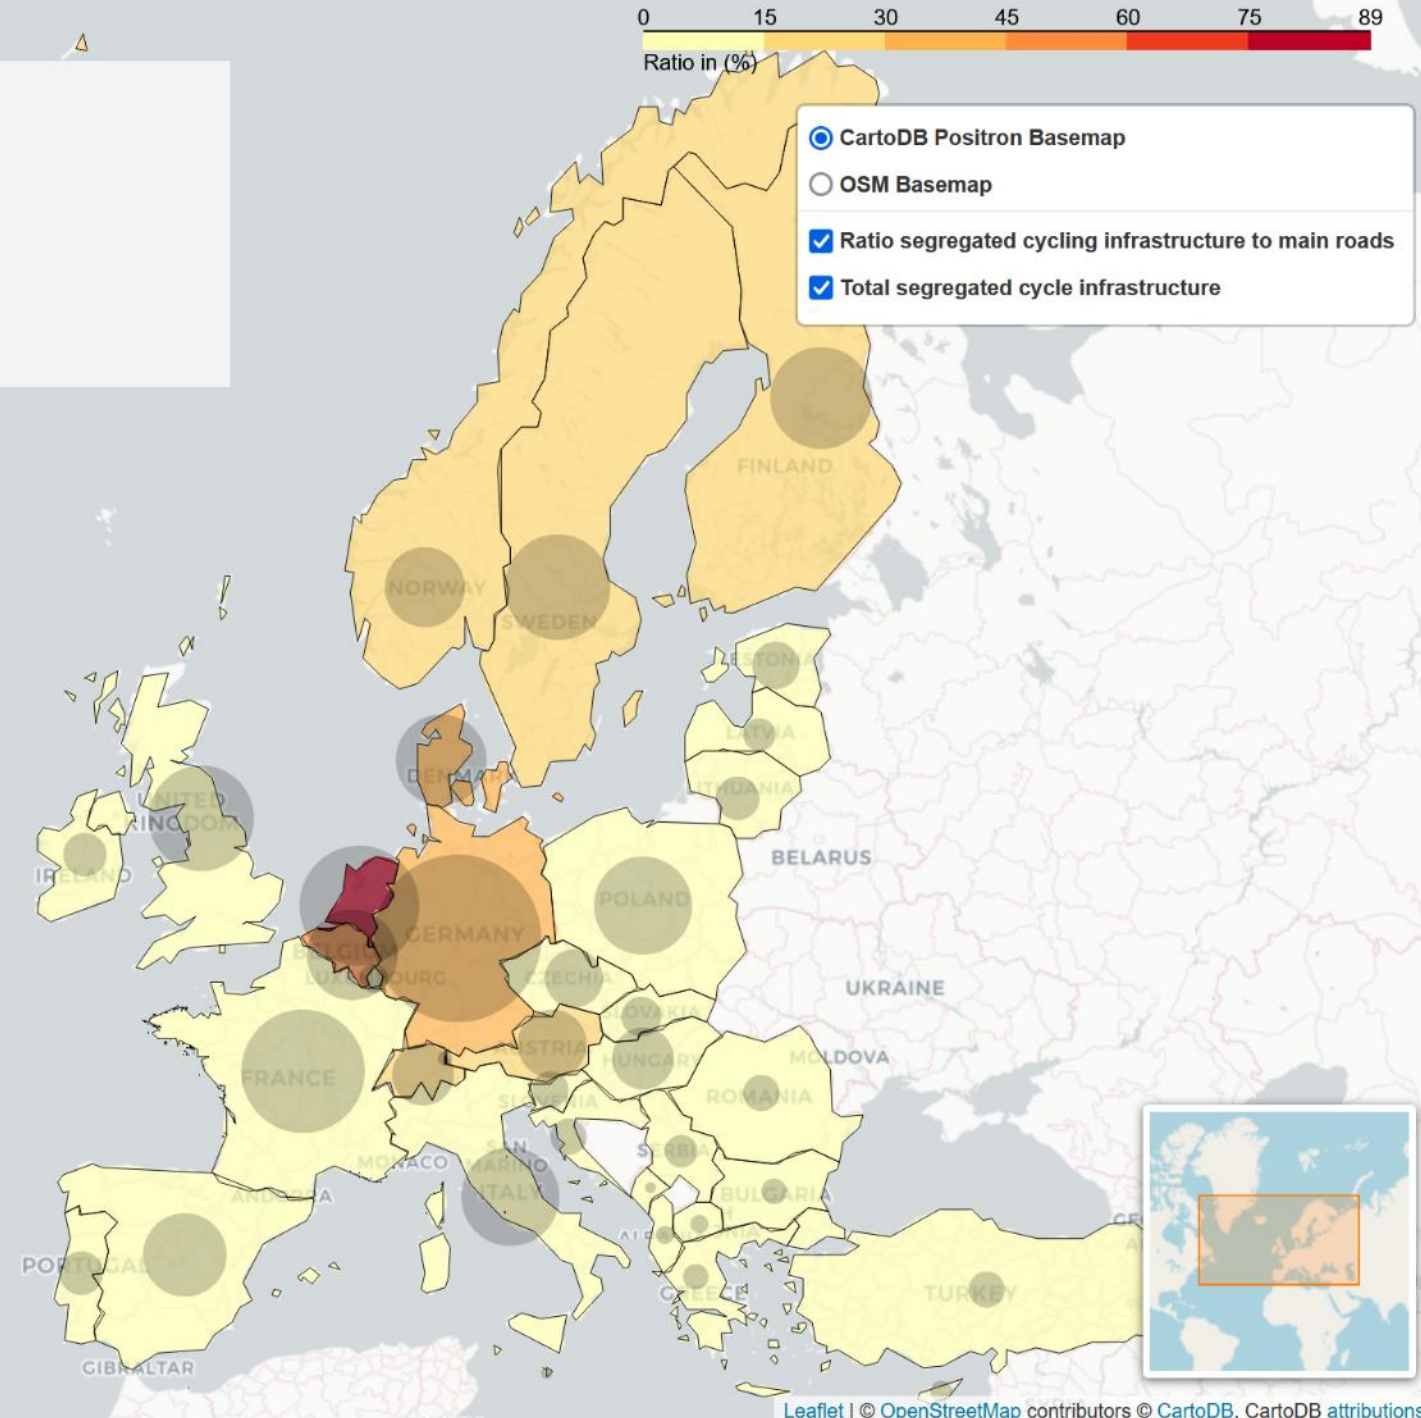 0 15 30 45 60 75 89
Ratio in (%)
CartoDB Positron Basemap
OSM Basemap
Ratio segregated cycling infrastructure to main roads
Total segregated cycle infrastructure
FINLAND
NORWAY
SWEDEN
ESTONIA
LATVIA
LITHUANIA
DENMARK
UNITED
KINGDOM
IRELAND
BELARUS
POLAND
GERMANY
BELGIUM
LUXEMBOURG
CZECHIA
UKRAINE
SLOVAKIA
AUSTRIA
HUNGARY
MOLDOVA
FRANCE
SLOVENIA
ROMANIA
SAN
MARINO
MONACO
SERBIA
ITALY
ANDORRA
BULGARIA
PORTUGAL
GREECE
TURKEY
GIBRALTAR
SYRIA
Leaflet | © OpenStreetMap contributors © CartoDB, CartoDB attributions